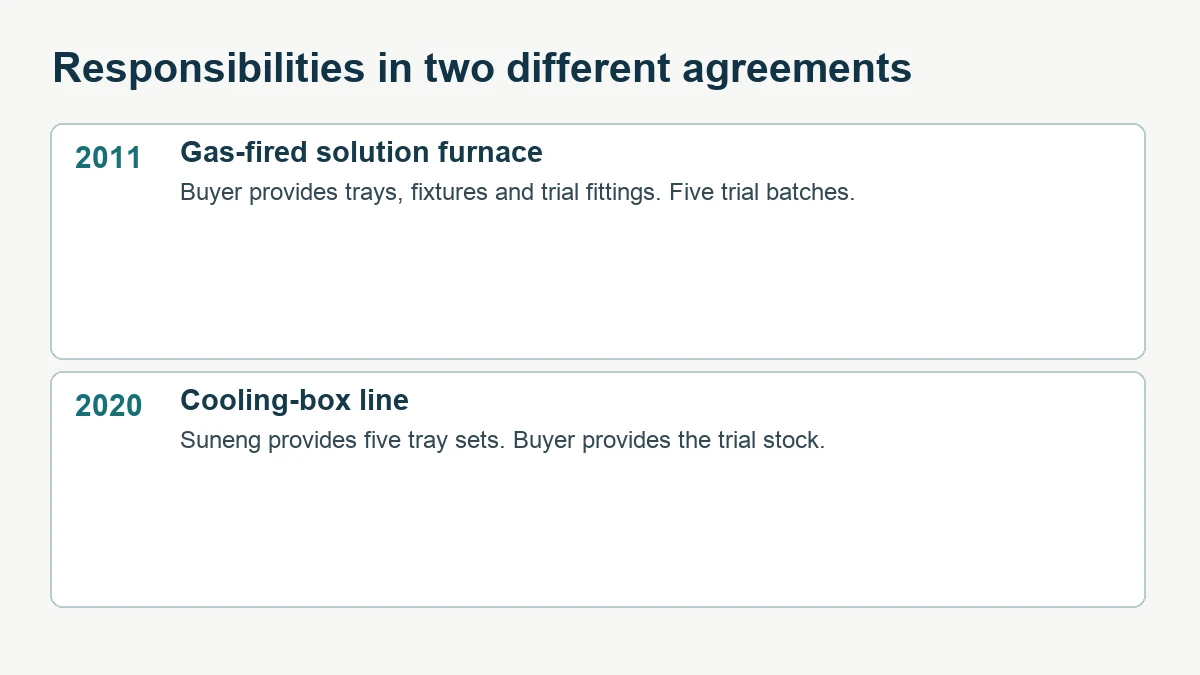 Responsibilities in two different agreements
2011
Gas-fired solution furnace
Buyer provides trays, fixtures and trial fittings. Five trial batches.
2020
Cooling-box line
Suneng provides five tray sets. Buyer provides the trial stock.